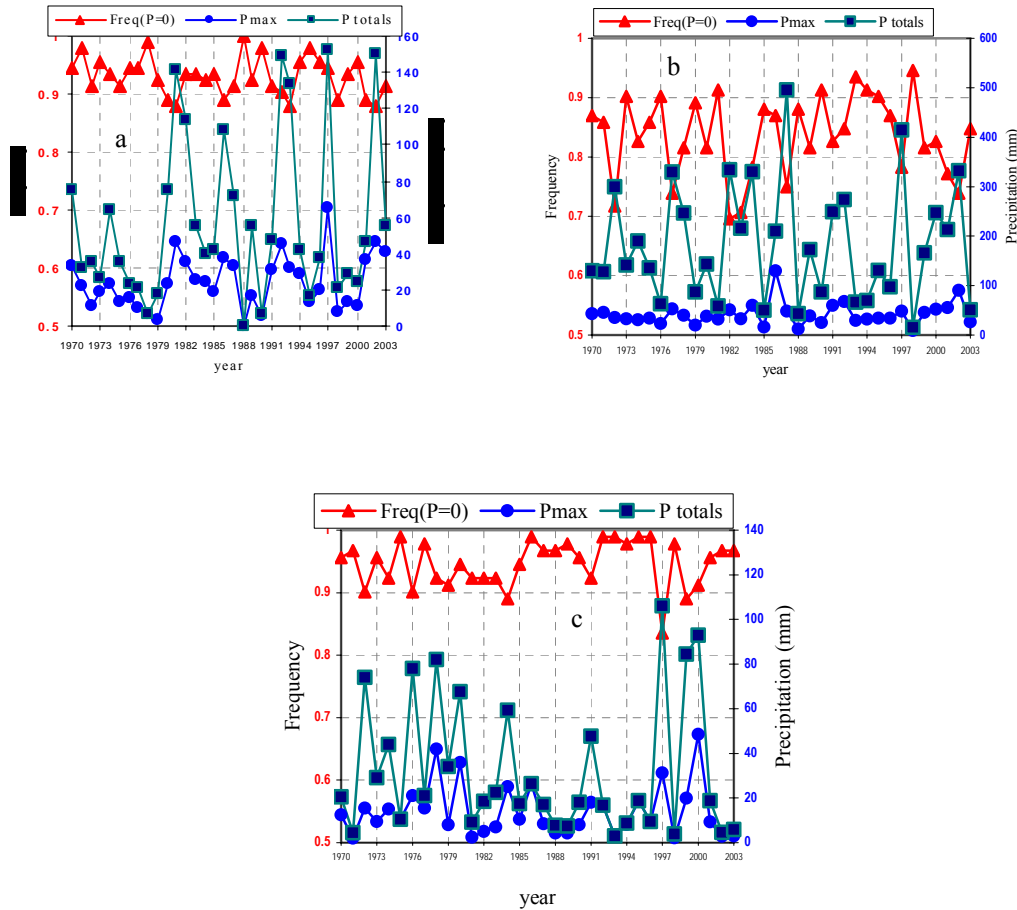 Freq(P=0) Pmax P totals
1 160
0.9 140
120
0.8 100
80
0.7 60
0.6 40
20
0.5 0
a
1970 1973 1976 1979 1982 1985 1988 1991 1994 1997 2000 2003
year
Freq(P=0) Pmax P totals
1 600
0.9 500
0.8 400
300
0.7 200
0.6 100
0.5 0
b
Frequency
Precipitation (mm)
1970 1973 1976 1979 1982 1985 1988 1991 1994 1997 2000 2003
year
Freq(P=0) Pmax P totals
1 140
0.9 120
100
0.8 80
0.7 60
40
0.6 20
0.5 0
c
Frequency
Precipitation (mm)
1970 1973 1976 1979 1982 1985 1988 1991 1994 1997 2000 2003
year